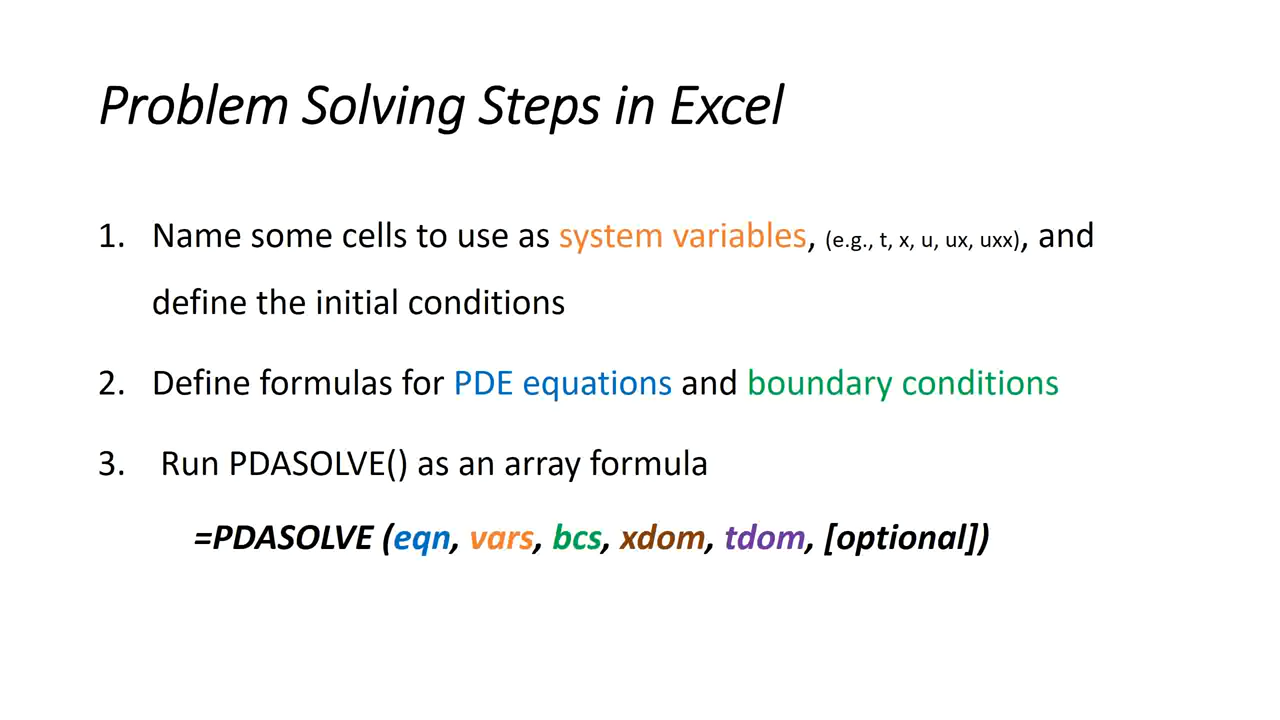 Problem Solving Steps in Excel
1. Name some cells to use as system variables, (e.g., t, x, u, ux, uxx), and
define the initial conditions
2. Define formulas for PDE equations and boundary conditions
3. Run PDASOLVE() as an array formula
=PDASOLVE (eqn, vars, bcs, xdom, tdom, [optional])